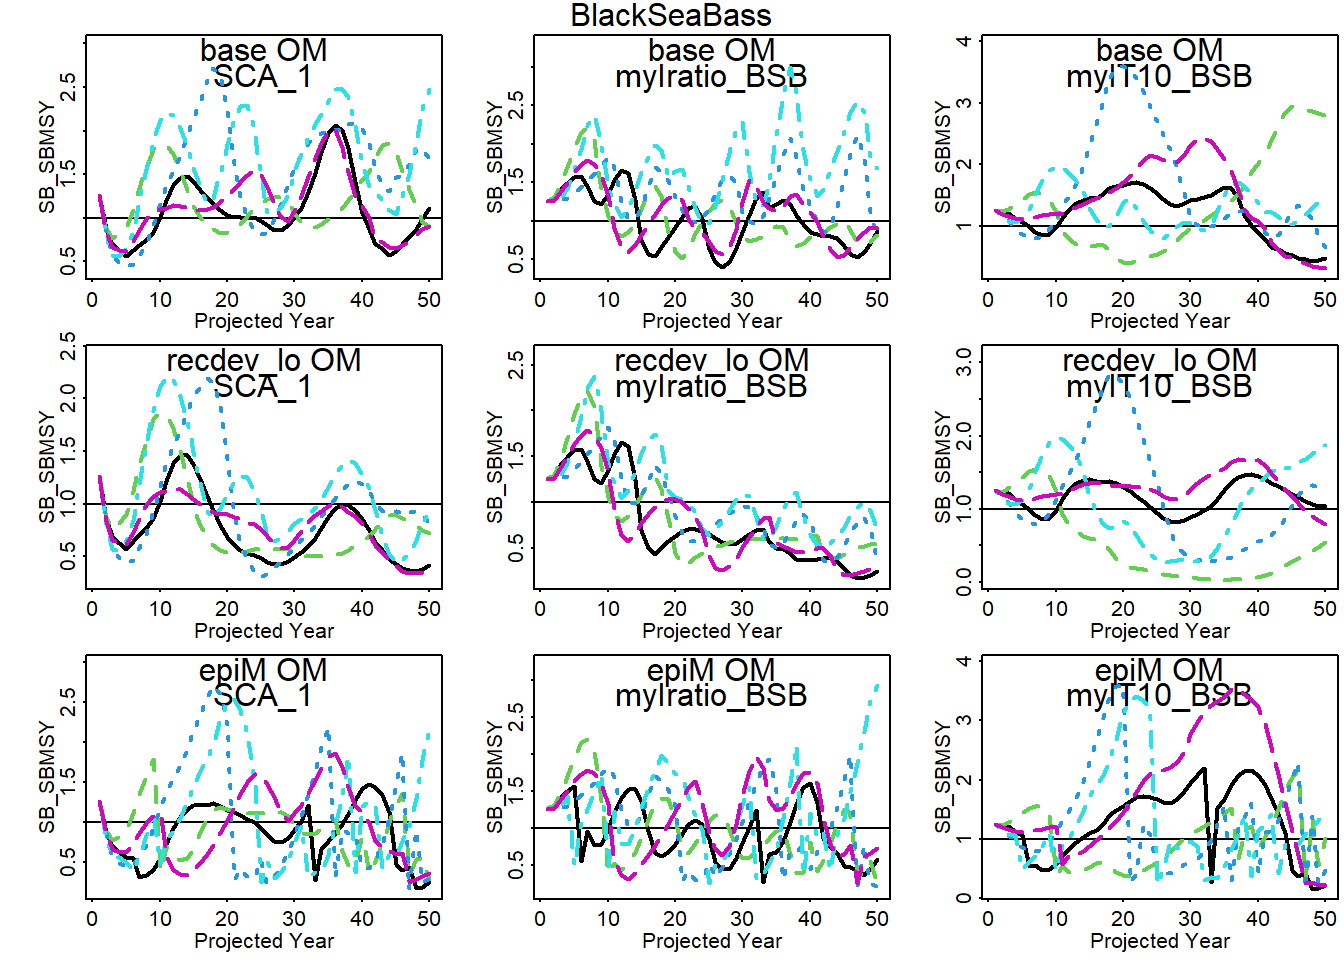 BlackSeaBass
base OM
SCA_1
SB_SBMSY
0.5 1.5 2.5
0 10 20 30 40 50
Projected Year
base OM
myIratio_BSB
SB_SBMSY
0.5 1.5 2.5
0 10 20 30 40 50
Projected Year
base OM
myIT10_BSB
SB_SBMSY
1 2 3 4
0 10 20 30 40 50
Projected Year
recdev_lo OM
SCA_1
SB_SBMSY
0.5 1.0 1.5 2.0 2.5
0 10 20 30 40 50
Projected Year
recdev_lo OM
myIratio_BSB
SB_SBMSY
0.5 1.5 2.5
0 10 20 30 40 50
Projected Year
recdev_lo OM
myIT10_BSB
SB_SBMSY
0.0 1.0 2.0 3.0
0 10 20 30 40 50
Projected Year
epiM OM
SCA_1
SB_SBMSY
0.5 1.5 2.5
0 10 20 30 40 50
Projected Year
epiM OM
myIratio_BSB
SB_SBMSY
0.5 1.5 2.5
0 10 20 30 40 50
Projected Year
epiM OM
myIT10_BSB
SB_SBMSY
0 1 2 3 4
0 10 20 30 40 50
Projected Year